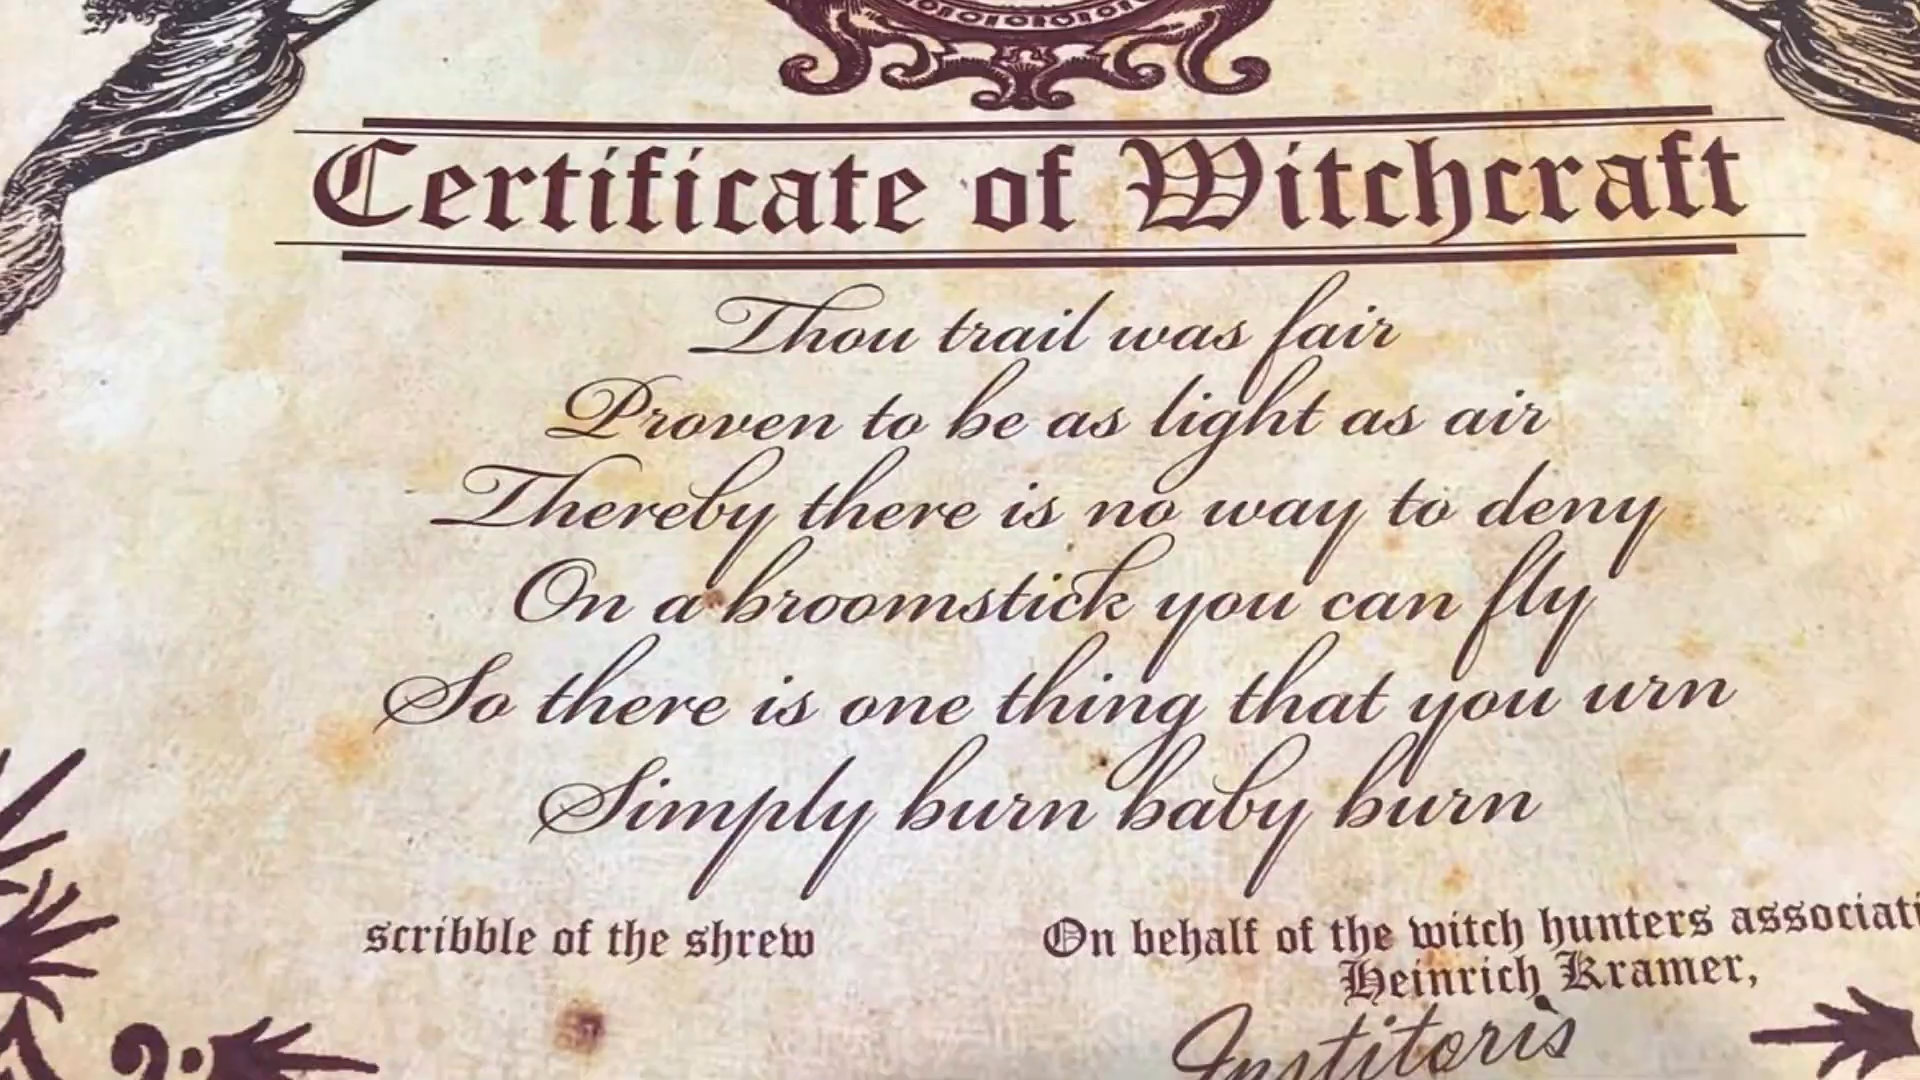 Certificate of Witchcraft
Thou trail was fair
Proven to be as light as air
Thereby there is no way to deny
On a broomstick you can fly
So there is one thing that you urn
Simply burn baby burn
scribble of the shrew
On behalf of the witch hunters associati
Heinrich Kramer,
Institoris